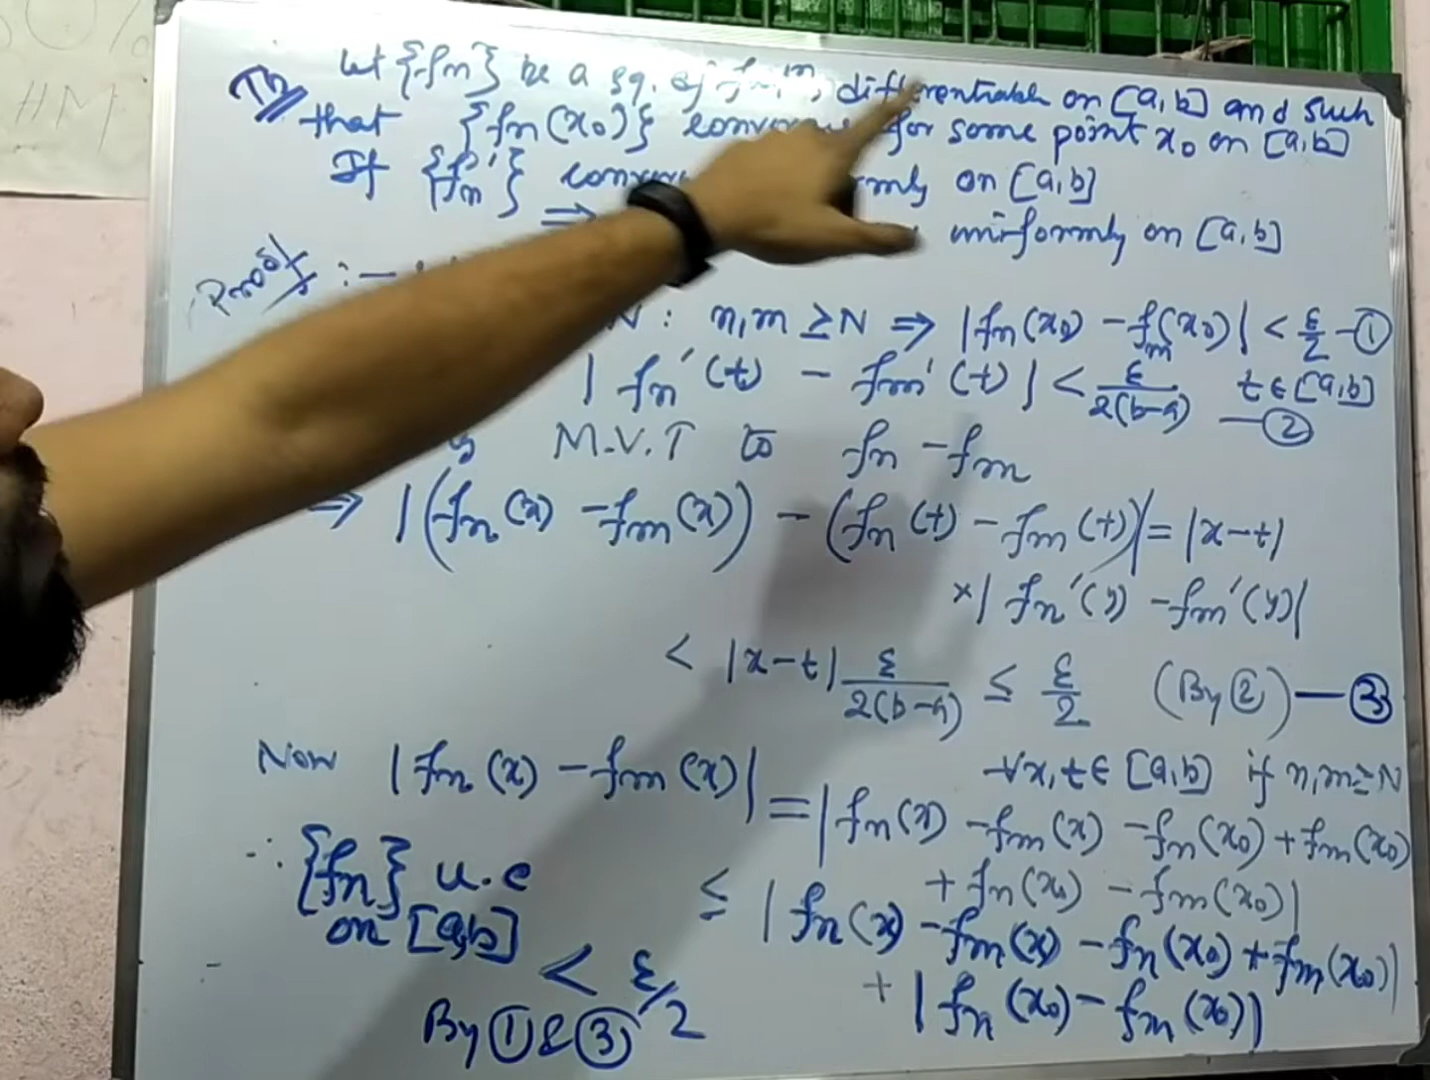 Th Let {fn} be a sq. of differentiable on [a,b] and such
that {fn(x0)} for some point x0 on [a,b]
If {fn'} on [a,b]
⇒ uniformly on [a,b]
Proof :-
N : n,m ≥ N ⇒ |fn(x0) - fm(x0)| < ε/2 — ①
|fn'(t) - fm'(t)| < ε/2(b-a) t ∈ [a,b] — ②
M.V.T to fn - fm
⇒ |(fn(x) - fm(x)) - (fn(t) - fm(t))| = |x-t|
×|fn'(y) - fm'(y)|
< |x-t| ε/2(b-a) ≤ ε/2 (By ②) — ③
∀x,t ∈ [a,b] if n,m ≥ N
Now |fn(x) - fm(x)|
= |fn(x) - fm(x) - fn(x0) + fm(x0)
+ fn(x0) - fm(x0)|
≤ |fn(x) - fm(x) - fn(x0) + fm(x0)|
+ |fn(x0) - fm(x0)|
< ε/2
By ① & ③
∴ {fn} u.c
on [a,b]